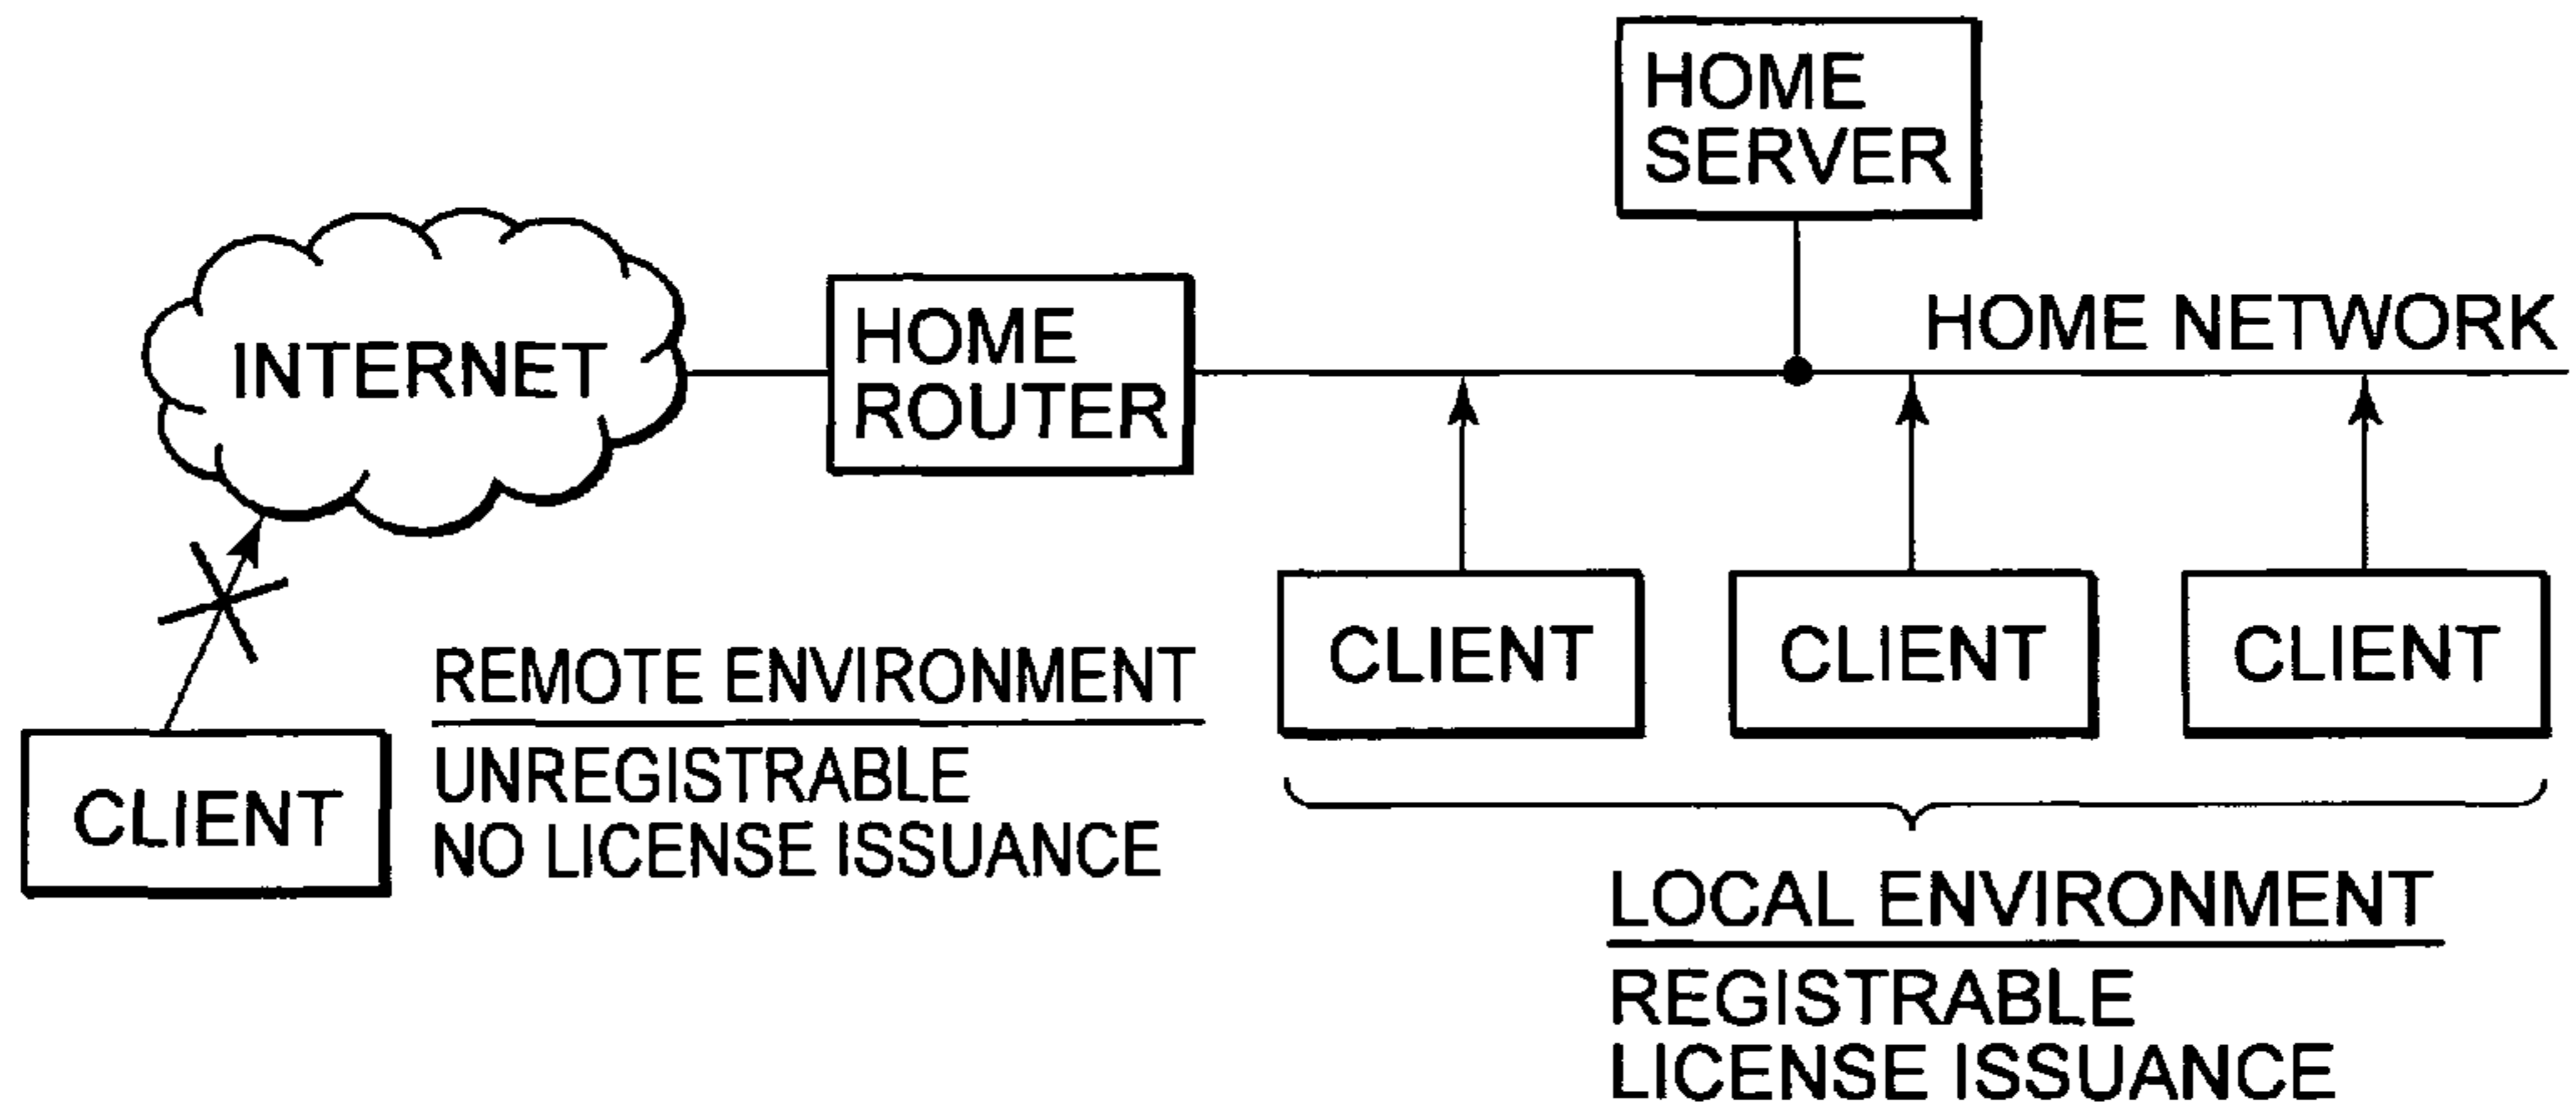 HOME
SERVER
HOME NETWORK
INTERNET
HOME
ROUTER
CLIENT
CLIENT
CLIENT
REMOTE ENVIRONMENT
UNREGISTRABLE
NO LICENSE ISSUANCE
CLIENT
LOCAL ENVIRONMENT
REGISTRABLE
LICENSE ISSUANCE